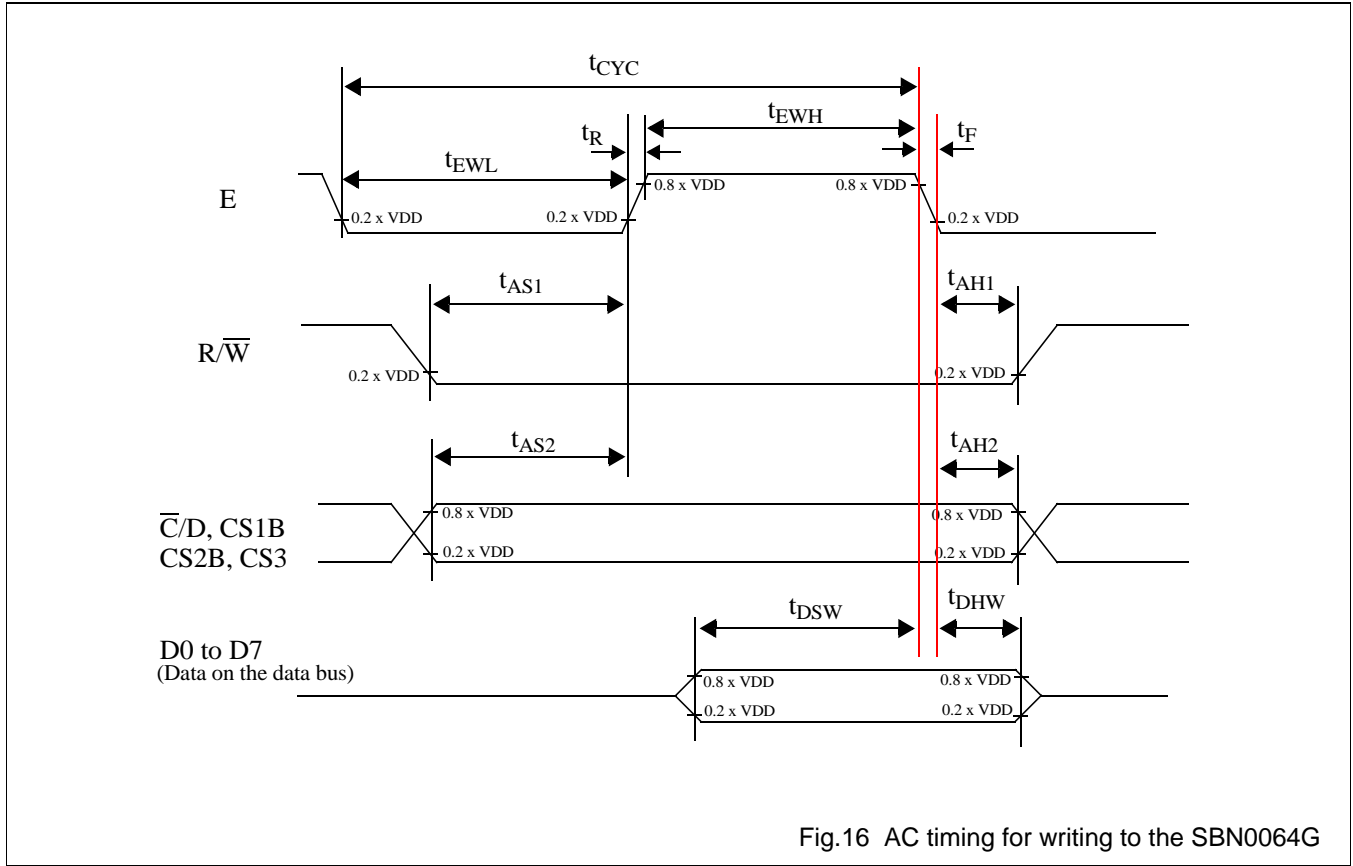 tCYC
tEWH
tR
tF
tEWL
E
0.8 x VDD
0.8 x VDD
0.2 x VDD
0.2 x VDD
0.2 x VDD
tAS1
tAH1
R/W̅
0.2 x VDD
0.2 x VDD
tAS2
tAH2
C̅/D, CS1B
CS2B, CS3
0.8 x VDD
0.8 x VDD
0.2 x VDD
0.2 x VDD
tDSW
tDHW
D0 to D7
(Data on the data bus)
0.8 x VDD
0.8 x VDD
0.2 x VDD
0.2 x VDD
Fig.16 AC timing for writing to the SBN0064G